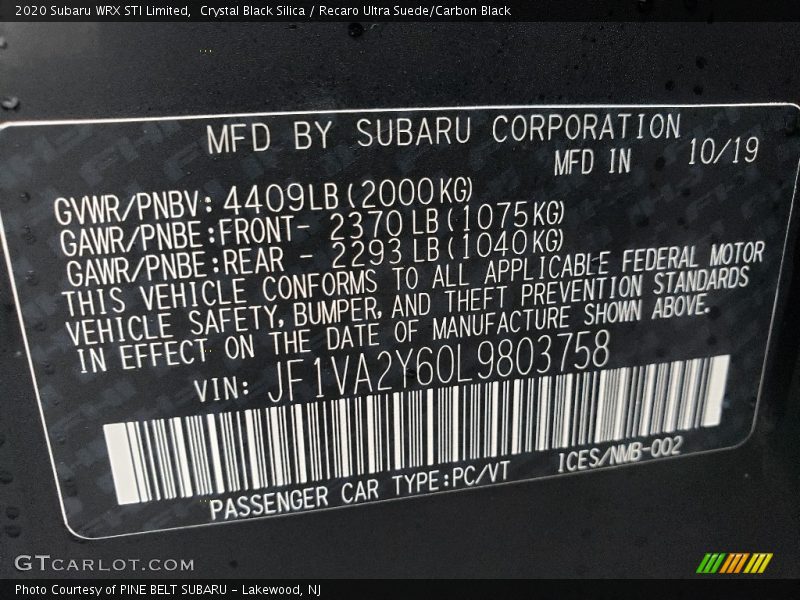 2020 Subaru WRX STI Limited,  Crystal Black Silica / Recaro Ultra Suede/Carbon Black
MFD BY SUBARU CORPORATION
MFD IN 10/19
GVWR/PNBV: 4409LB (2000KG)
GAWR/PNBE:FRONT- 2370 LB (1075KG)
GAWR/PNBE:REAR - 2293 LB (1040KG)
THIS VEHICLE CONFORMS TO ALL APPLICABLE FEDERAL MOTOR
VEHICLE SAFETY, BUMPER, AND THEFT PREVENTION STANDARDS
IN EFFECT ON THE DATE OF MANUFACTURE SHOWN ABOVE.
VIN: JF1VA2Y60L9803758
PASSENGER CAR TYPE:PC/VT ICES/NMB-002
GTCARLOT.COM
Photo Courtesy of PINE BELT SUBARU - Lakewood, NJ